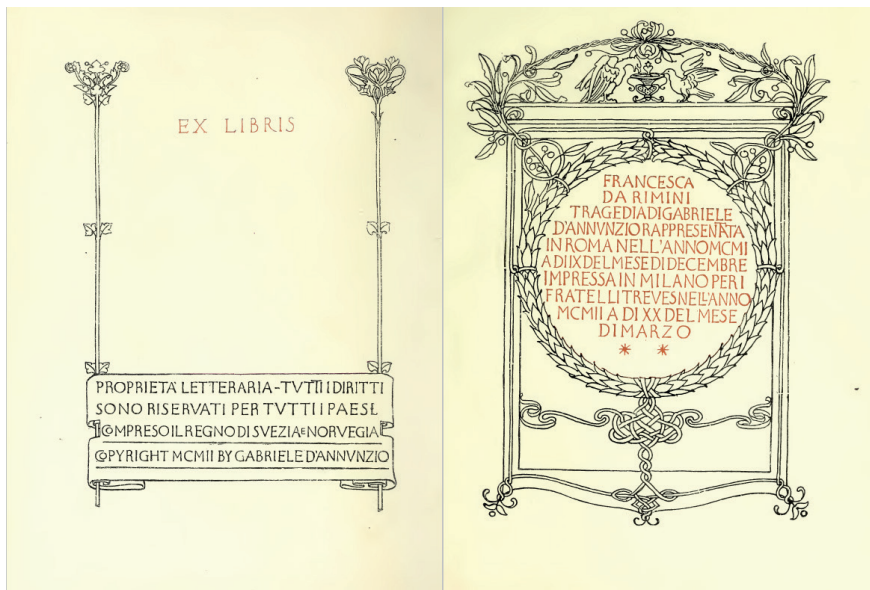 EX LIBRIS
PROPRIETÀ LETTERARIA-TVTTI I DIRITTI
SONO RISERVATI PER TVTTI I PAESI.
COMPRESO IL REGNO DI SVEZIA E NORVEGIA
COPYRIGHT MCMII BY GABRIELE D'ANNVNZIO
FRANCESCA
DA RIMINI
TRAGEDIA DI GABRIELE
D'ANNVNZIO RAPPRESENTATA
IN ROMA NELL'ANNO MCMI
A DI IX DEL MESE DI DECEMBRE
IMPRESSA IN MILANO PER I
FRATELLI TREVES NELL'ANNO
MCMII A DI XX DEL MESE
DI MARZO
* *